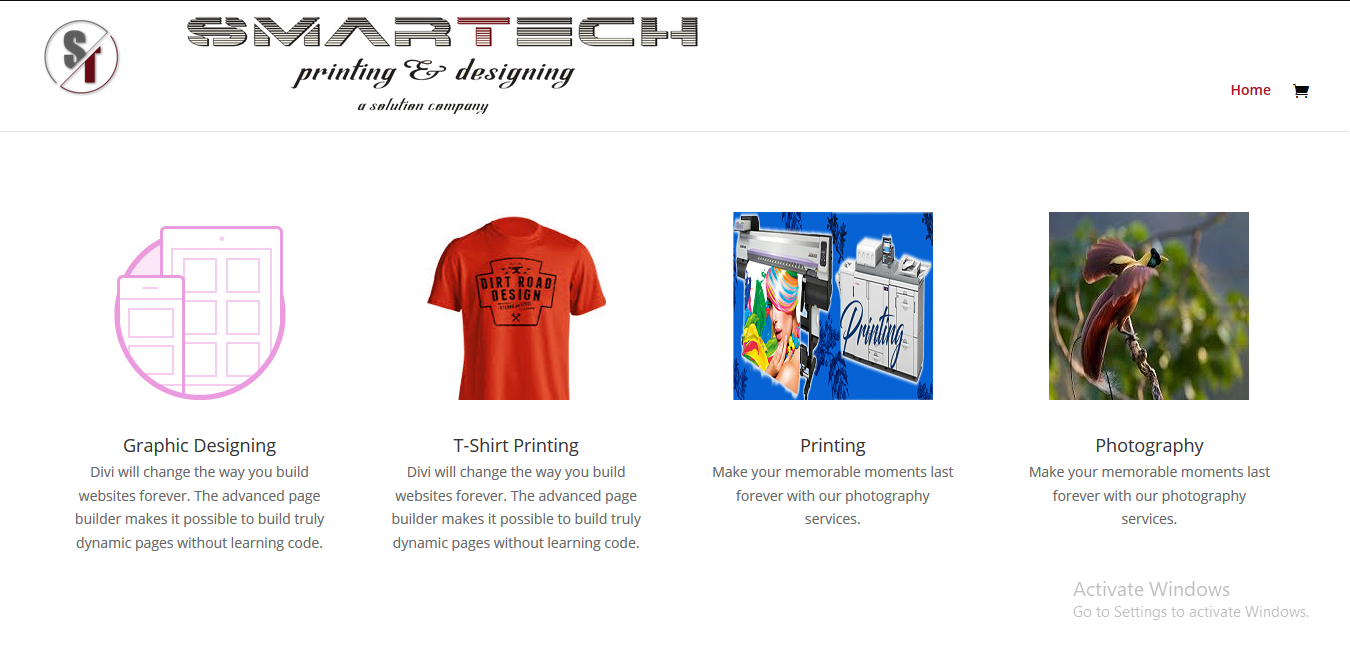 ST
SMARTECH
printing & designing
a solution company
Home
DIRT ROAD
DESIGN
Printing
Graphic Designing
Divi will change the way you build
websites forever. The advanced page
builder makes it possible to build truly
dynamic pages without learning code.
T-Shirt Printing
Divi will change the way you build
websites forever. The advanced page
builder makes it possible to build truly
dynamic pages without learning code.
Printing
Make your memorable moments last
forever with our photography
services.
Photography
Make your memorable moments last
forever with our photography
services.
Activate Windows
Go to Settings to activate Windows.